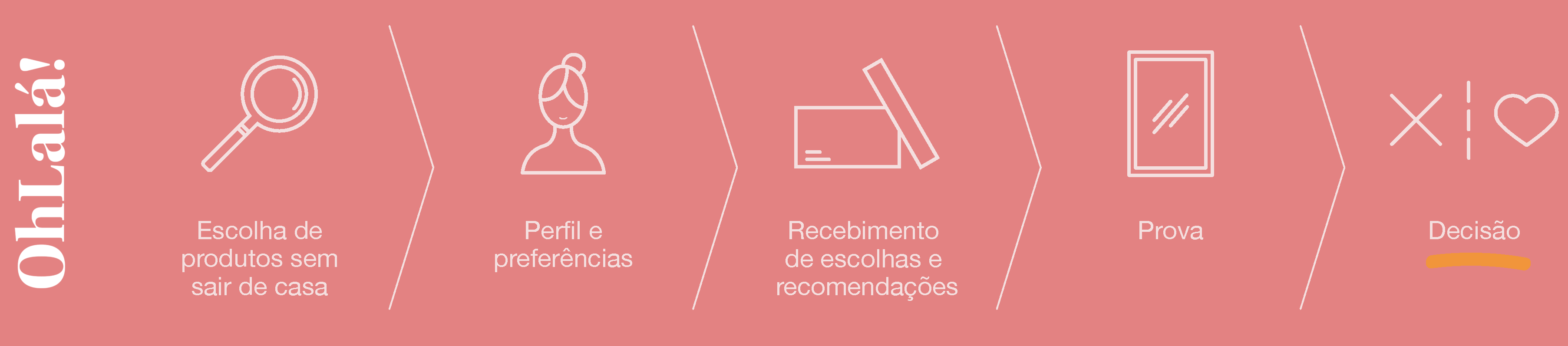 OhLalá!
Escolha de
produtos sem
sair de casa
Perfil e
preferências
Recebimento
de escolhas e
recomendações
Prova
Decisão